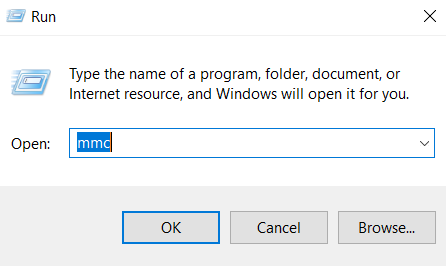 Run
Type the name of a program, folder, document, or
Internet resource, and Windows will open it for you.
Open: mmc
OK Cancel Browse...